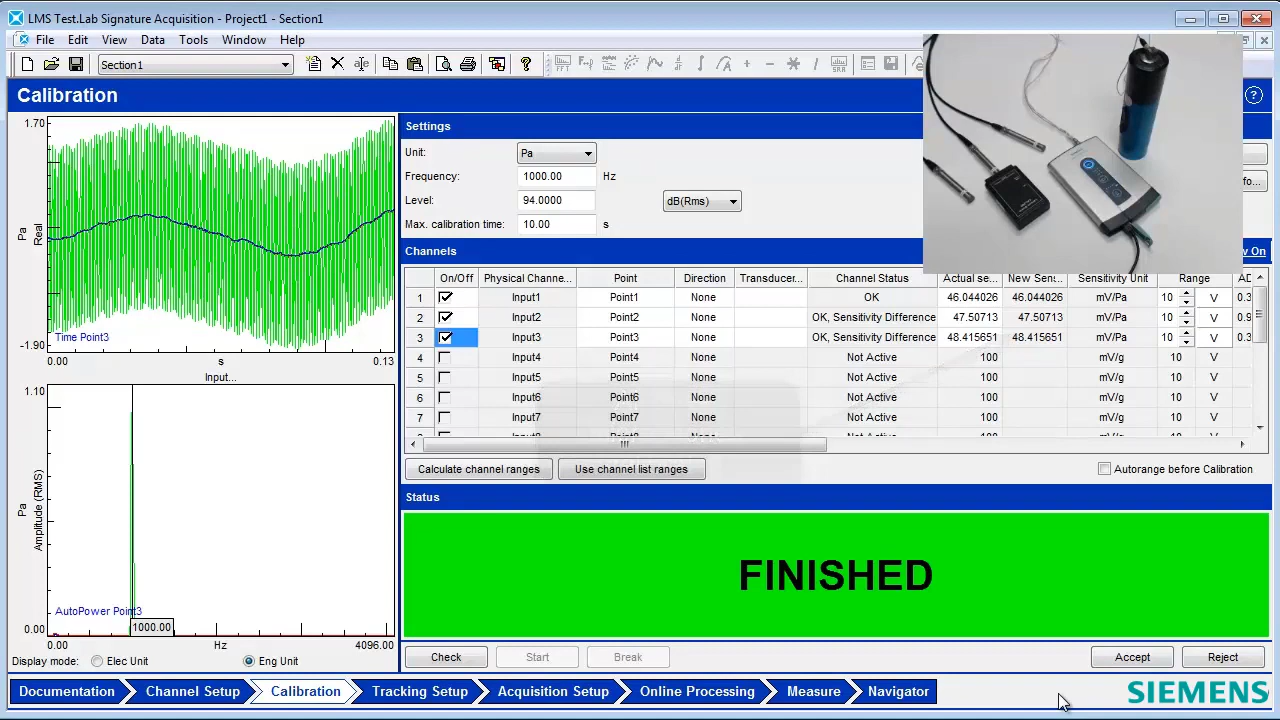 LMS Test.Lab Signature Acquisition - Project1 - Section1
File Edit View Data Tools Window Help
Section1
Calibration
1.70
Pa
Real
Time Point3
-1.90
0.00 s 0.13
Input...
1.10
Pa
Amplitude (RMS)
AutoPower Point3
1000.00
0.00
0.00 Hz 4096.00
Display mode: Elec Unit Eng Unit
Settings
Unit: Pa
Frequency: 1000.00 Hz
Level: 94.0000 dB(Rms)
Max. calibration time: 10.00 s
Channels
On/Off Physical Channe... Point Direction Transducer... Channel Status Actual se... New Sens... Sensitivity Unit Range
1 Input1 Point1 None OK 46.044026 46.044026 mV/Pa 10 V 0.3
2 Input2 Point2 None OK, Sensitivity Difference 47.50713 47.50713 mV/Pa 10 V 0.9
3 Input3 Point3 None OK, Sensitivity Difference 48.415651 48.415651 mV/Pa 10 V 0.3
4 Input4 Point4 None Not Active 100 mV/g 10 V
5 Input5 Point5 None Not Active 100 mV/g 10 V
6 Input6 Point6 None Not Active 100 mV/g 10 V
7 Input7 Point7 None Not Active 100 mV/g 10 V
Calculate channel ranges Use channel list ranges Autorange before Calibration
Status
FINISHED
Check Start Break Accept Reject
Documentation Channel Setup Calibration Tracking Setup Acquisition Setup Online Processing Measure Navigator
SIEMENS